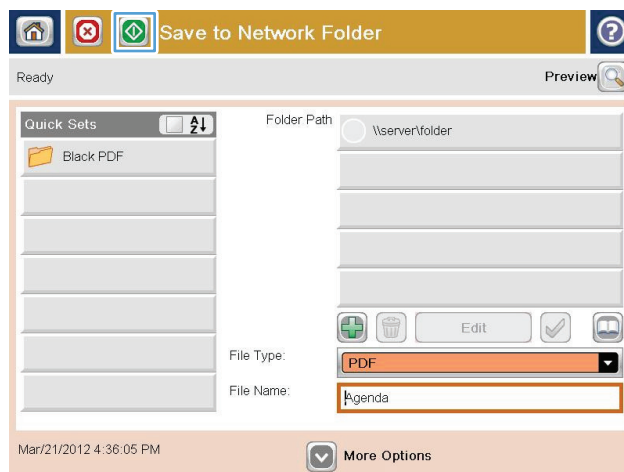 Save to Network Folder
?
Ready
Preview
Quick Sets
A
Z
Folder Path
\\server\folder
Black PDF
Edit
File Type:
PDF
File Name:
Agenda
Mar/21/2012 4:36:05 PM
More Options